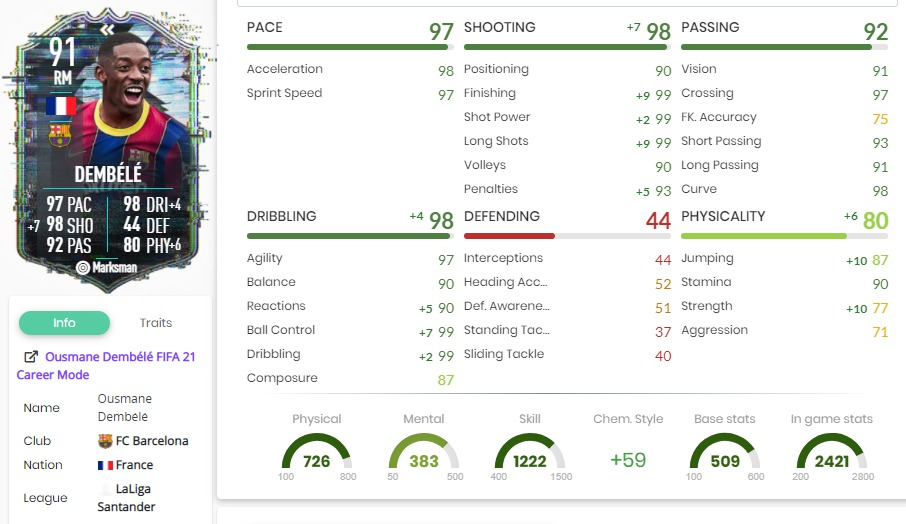 91
RM
DEMBÉLÉ
97 PAC 98 DRI+4
+7 98 SHO 44 DEF
92 PAS 80 PHY+6
Marksman
Info Traits
Ousmane Dembélé FIFA 21
Career Mode
Name Ousmane
Dembélé
Club FC Barcelona
Nation France
League LaLiga
Santander
PACE 97
Acceleration 98
Sprint Speed 97
SHOOTING +7 98
Positioning 90
Finishing +9 99
Shot Power +2 99
Long Shots +9 99
Volleys 90
Penalties +5 93
PASSING 92
Vision 91
Crossing 97
FK. Accuracy 75
Short Passing 93
Long Passing 91
Curve 98
DRIBBLING +4 98
Agility 97
Balance 90
Reactions +5 90
Ball Control +7 99
Dribbling +2 99
Composure 87
DEFENDING 44
Interceptions 44
Heading Acc... 52
Def. Awarene... 51
Standing Tac... 37
Sliding Tackle 40
PHYSICALITY +6 80
Jumping +10 87
Stamina 90
Strength +10 77
Aggression 71
Physical Mental Skill Chem. Style Base stats In game stats
726 383 1222 +59 509 2421
100 800 50 500 400 1500 100 600 200 2800